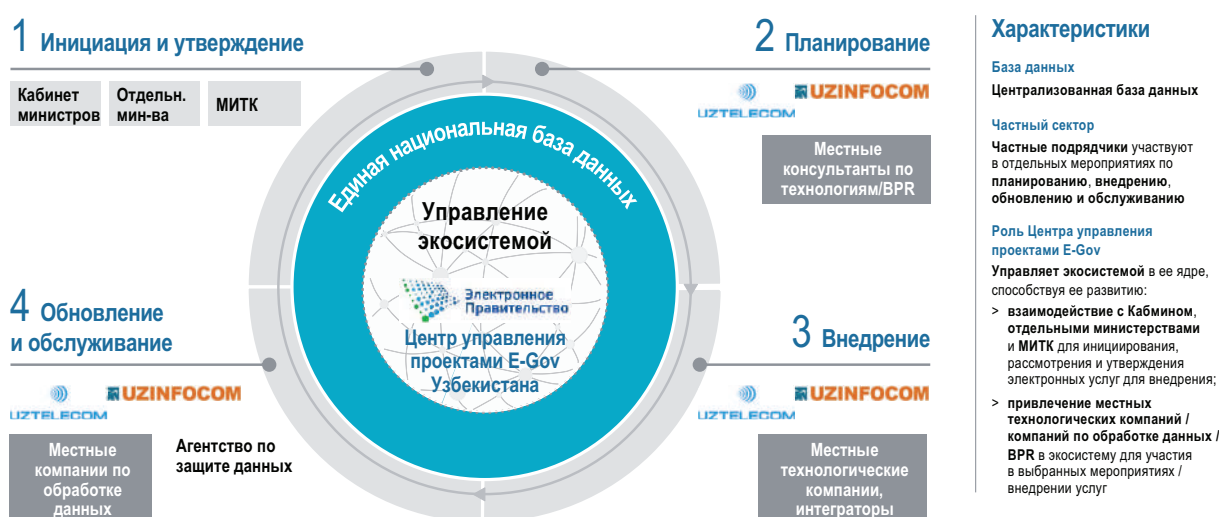 1 Инициация и утверждение
Кабинет
министров
Отдельн.
мин-ва
МИТК
2 Планирование
UZTELECOM
UZINFOCOM
Местные
консультанты по
технологиям/BPR
Единая национальная база данных
Управление
экосистемой
Электронное
Правительство
Центр управления
проектами E-Gov
Узбекистана
4 Обновление
и обслуживание
UZTELECOM
UZINFOCOM
Местные
компании по
обработке
данных
Агентство по
защите данных
3 Внедрение
UZTELECOM
UZINFOCOM
Местные
технологические
компании,
интеграторы
Характеристики
База данных
Централизованная база данных
Частный сектор
Частные подрядчики участвуют
в отдельных мероприятиях по
планированию, внедрению,
обновлению и обслуживанию
Роль Центра управления
проектами E-Gov
Управляет экосистемой в ее ядре,
способствуя ее развитию:
> взаимодействие с Кабмином,
отдельными министерствами
и МИТК для инициирования,
рассмотрения и утверждения
электронных услуг для внедрения;
> привлечение местных
технологических компаний /
компаний по обработке данных /
BPR в экосистему для участия
в выбранных мероприятиях /
внедрении услуг